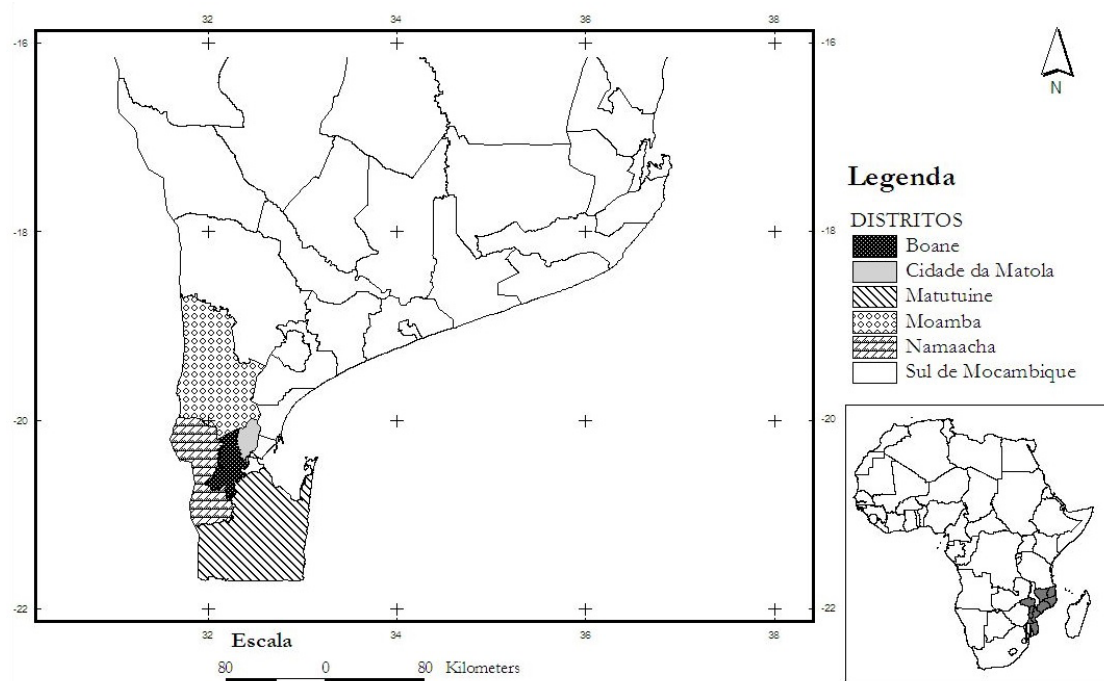 32
34
36
38
-16
-16
N
Legenda
DISTRITOS
Boane
Cidade da Matola
Matutuine
Moamba
Namaacha
Sul de Mocambique
-18
-18
-20
-20
-22
-22
32
34
36
38
Escala
80 0 80 Kilometers